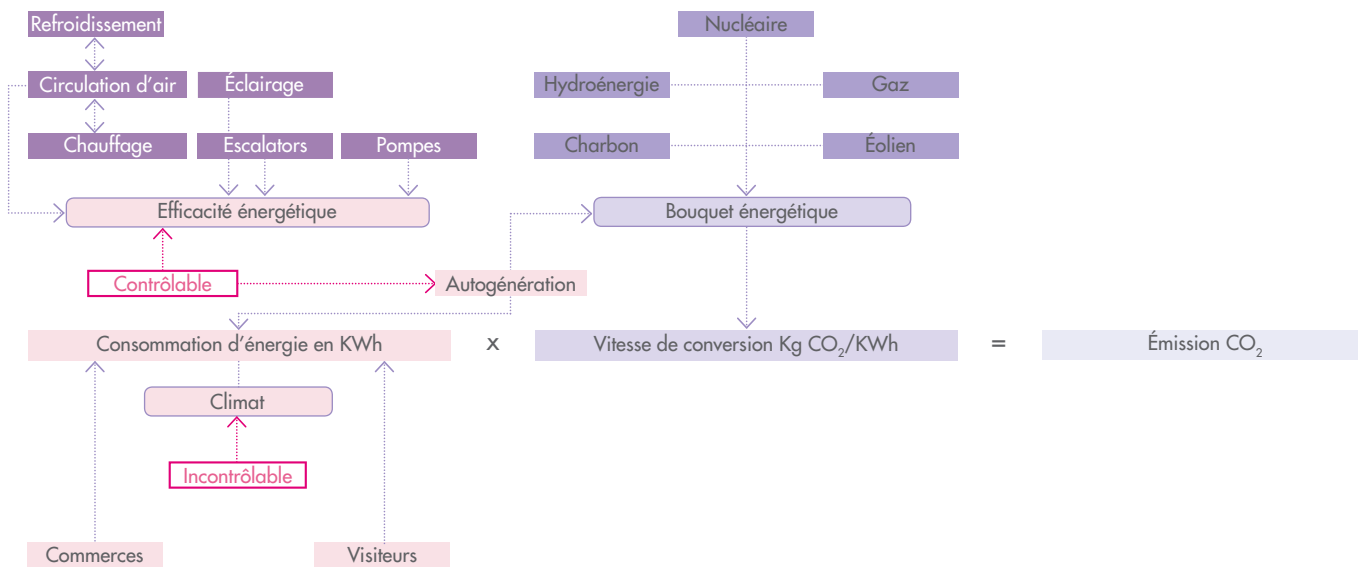 Refroidissement
Nucléaire
Circulation d'air
Éclairage
Hydroénergie
Gaz
Chauffage
Escalators
Pompes
Charbon
Éolien
Efficacité énergétique
Bouquet énergétique
Contrôlable
Autogénération
Consommation d'énergie en KWh
x
Vitesse de conversion Kg CO₂/KWh
=
Émission CO₂
Climat
Incontrôlable
Commerces
Visiteurs